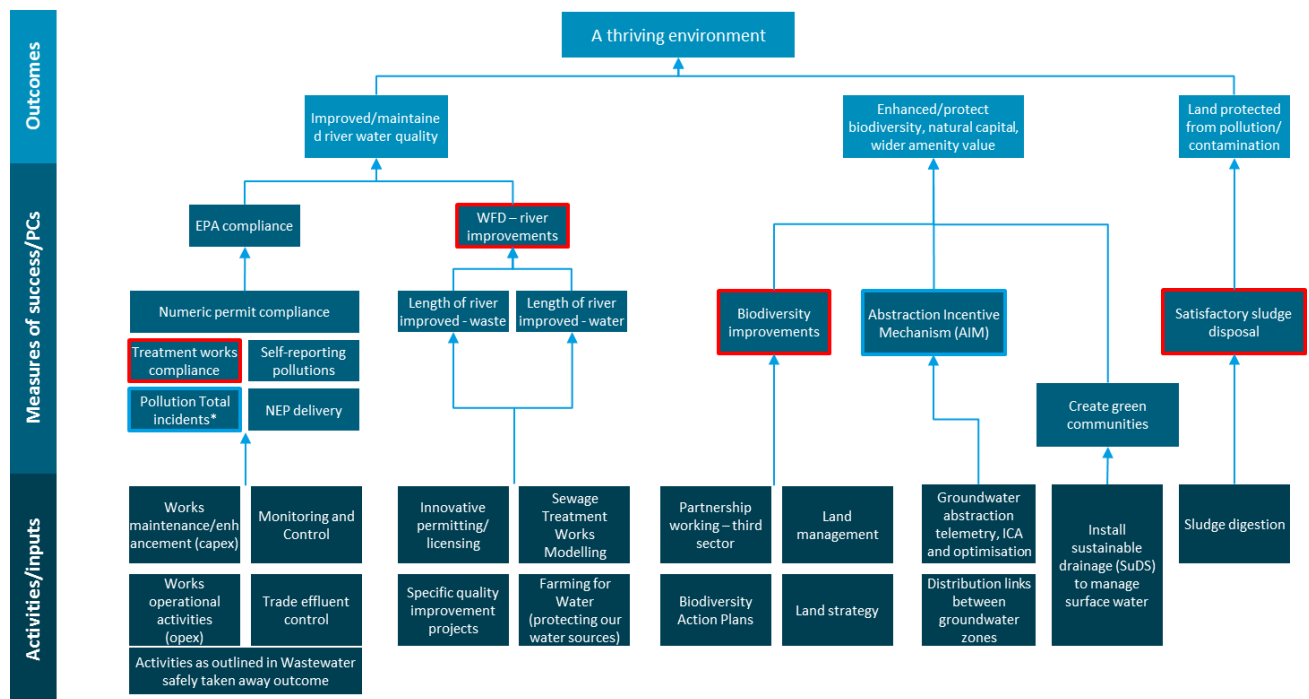 Outcomes
A thriving environment
Improved/maintaine
d river water quality
Enhanced/protect
biodiversity, natural capital,
wider amenity value
Land protected
from pollution/
contamination
Measures of success/PCs
EPA compliance
WFD – river
improvements
Numeric permit compliance
Treatment works
compliance
Self-reporting
pollutions
Pollution Total
incidents*
NEP delivery
Length of river
improved - waste
Length of river
improved - water
Biodiversity
improvements
Abstraction Incentive
Mechanism (AIM)
Create green
communities
Satisfactory sludge
disposal
Activities/inputs
Works
maintenance/enh
ancement (capex)
Monitoring and
Control
Works
operational
activities
(opex)
Trade effluent
control
Activities as outlined in Wastewater
safely taken away outcome
Innovative
permitting/
licensing
Sewage
Treatment
Works
Modelling
Specific quality
improvement
projects
Farming for
Water
(protecting our
water sources)
Partnership
working – third
sector
Land
management
Biodiversity
Action Plans
Land strategy
Groundwater
abstraction
telemetry, ICA
and optimisation
Distribution links
between
groundwater
zones
Install
sustainable
drainage (SuDS)
to manage
surface water
Sludge digestion